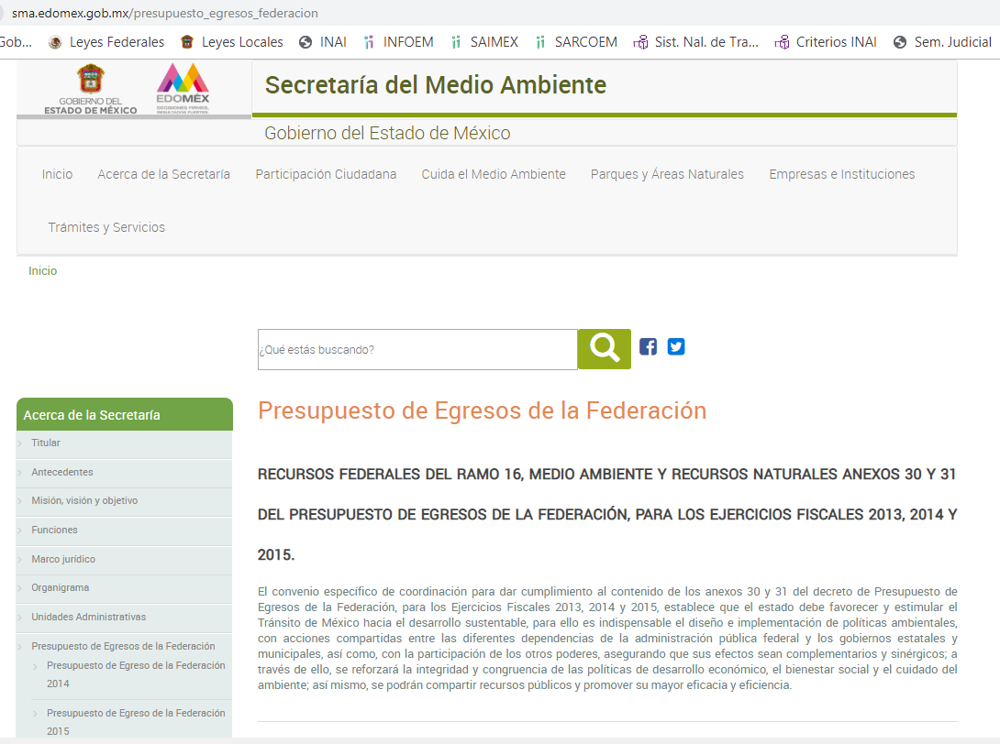 sma.edomex.gob.mx/presupuesto_egresos_federacion
Gob... Leyes Federales Leyes Locales INAI INFOEM SAIMEX SARCOEM Sist. Nal. de Tra... Criterios INAI Sem. Judicial
GOBIERNO DEL
ESTADO DE MÉXICO
EDOMÉX
DECISIONES FIRMES,
RESULTADOS FUERTES.
Secretaría del Medio Ambiente
Gobierno del Estado de México
Inicio Acerca de la Secretaría Participación Ciudadana Cuida el Medio Ambiente Parques y Áreas Naturales Empresas e Instituciones
Trámites y Servicios
Inicio
¿Qué estás buscando?
Acerca de la Secretaría
Titular
Antecedentes
Misión, visión y objetivo
Funciones
Marco jurídico
Organigrama
Unidades Administrativas
Presupuesto de Egresos de la Federación
Presupuesto de Egreso de la Federación
2014
Presupuesto de Egreso de la Federación
2015
Presupuesto de Egresos de la Federación
RECURSOS FEDERALES DEL RAMO 16, MEDIO AMBIENTE Y RECURSOS NATURALES ANEXOS 30 Y 31
DEL PRESUPUESTO DE EGRESOS DE LA FEDERACIÓN, PARA LOS EJERCICIOS FISCALES 2013, 2014 Y
2015.
El convenio específico de coordinación para dar cumplimiento al contenido de los anexos 30 y 31 del decreto de Presupuesto de
Egresos de la Federación, para los Ejercicios Fiscales 2013, 2014 y 2015, establece que el estado debe favorecer y estimular el
Tránsito de México hacia el desarrollo sustentable, para ello es indispensable el diseño e implementación de políticas ambientales,
con acciones compartidas entre las diferentes dependencias de la administración pública federal y los gobiernos estatales y
municipales, así como, con la participación de los otros poderes, asegurando que sus efectos sean complementarios y sinérgicos; a
través de ello, se reforzará la integridad y congruencia de las políticas de desarrollo económico, el bienestar social y el cuidado del
ambiente; así mismo, se podrán compartir recursos públicos y promover su mayor eficacia y eficiencia.